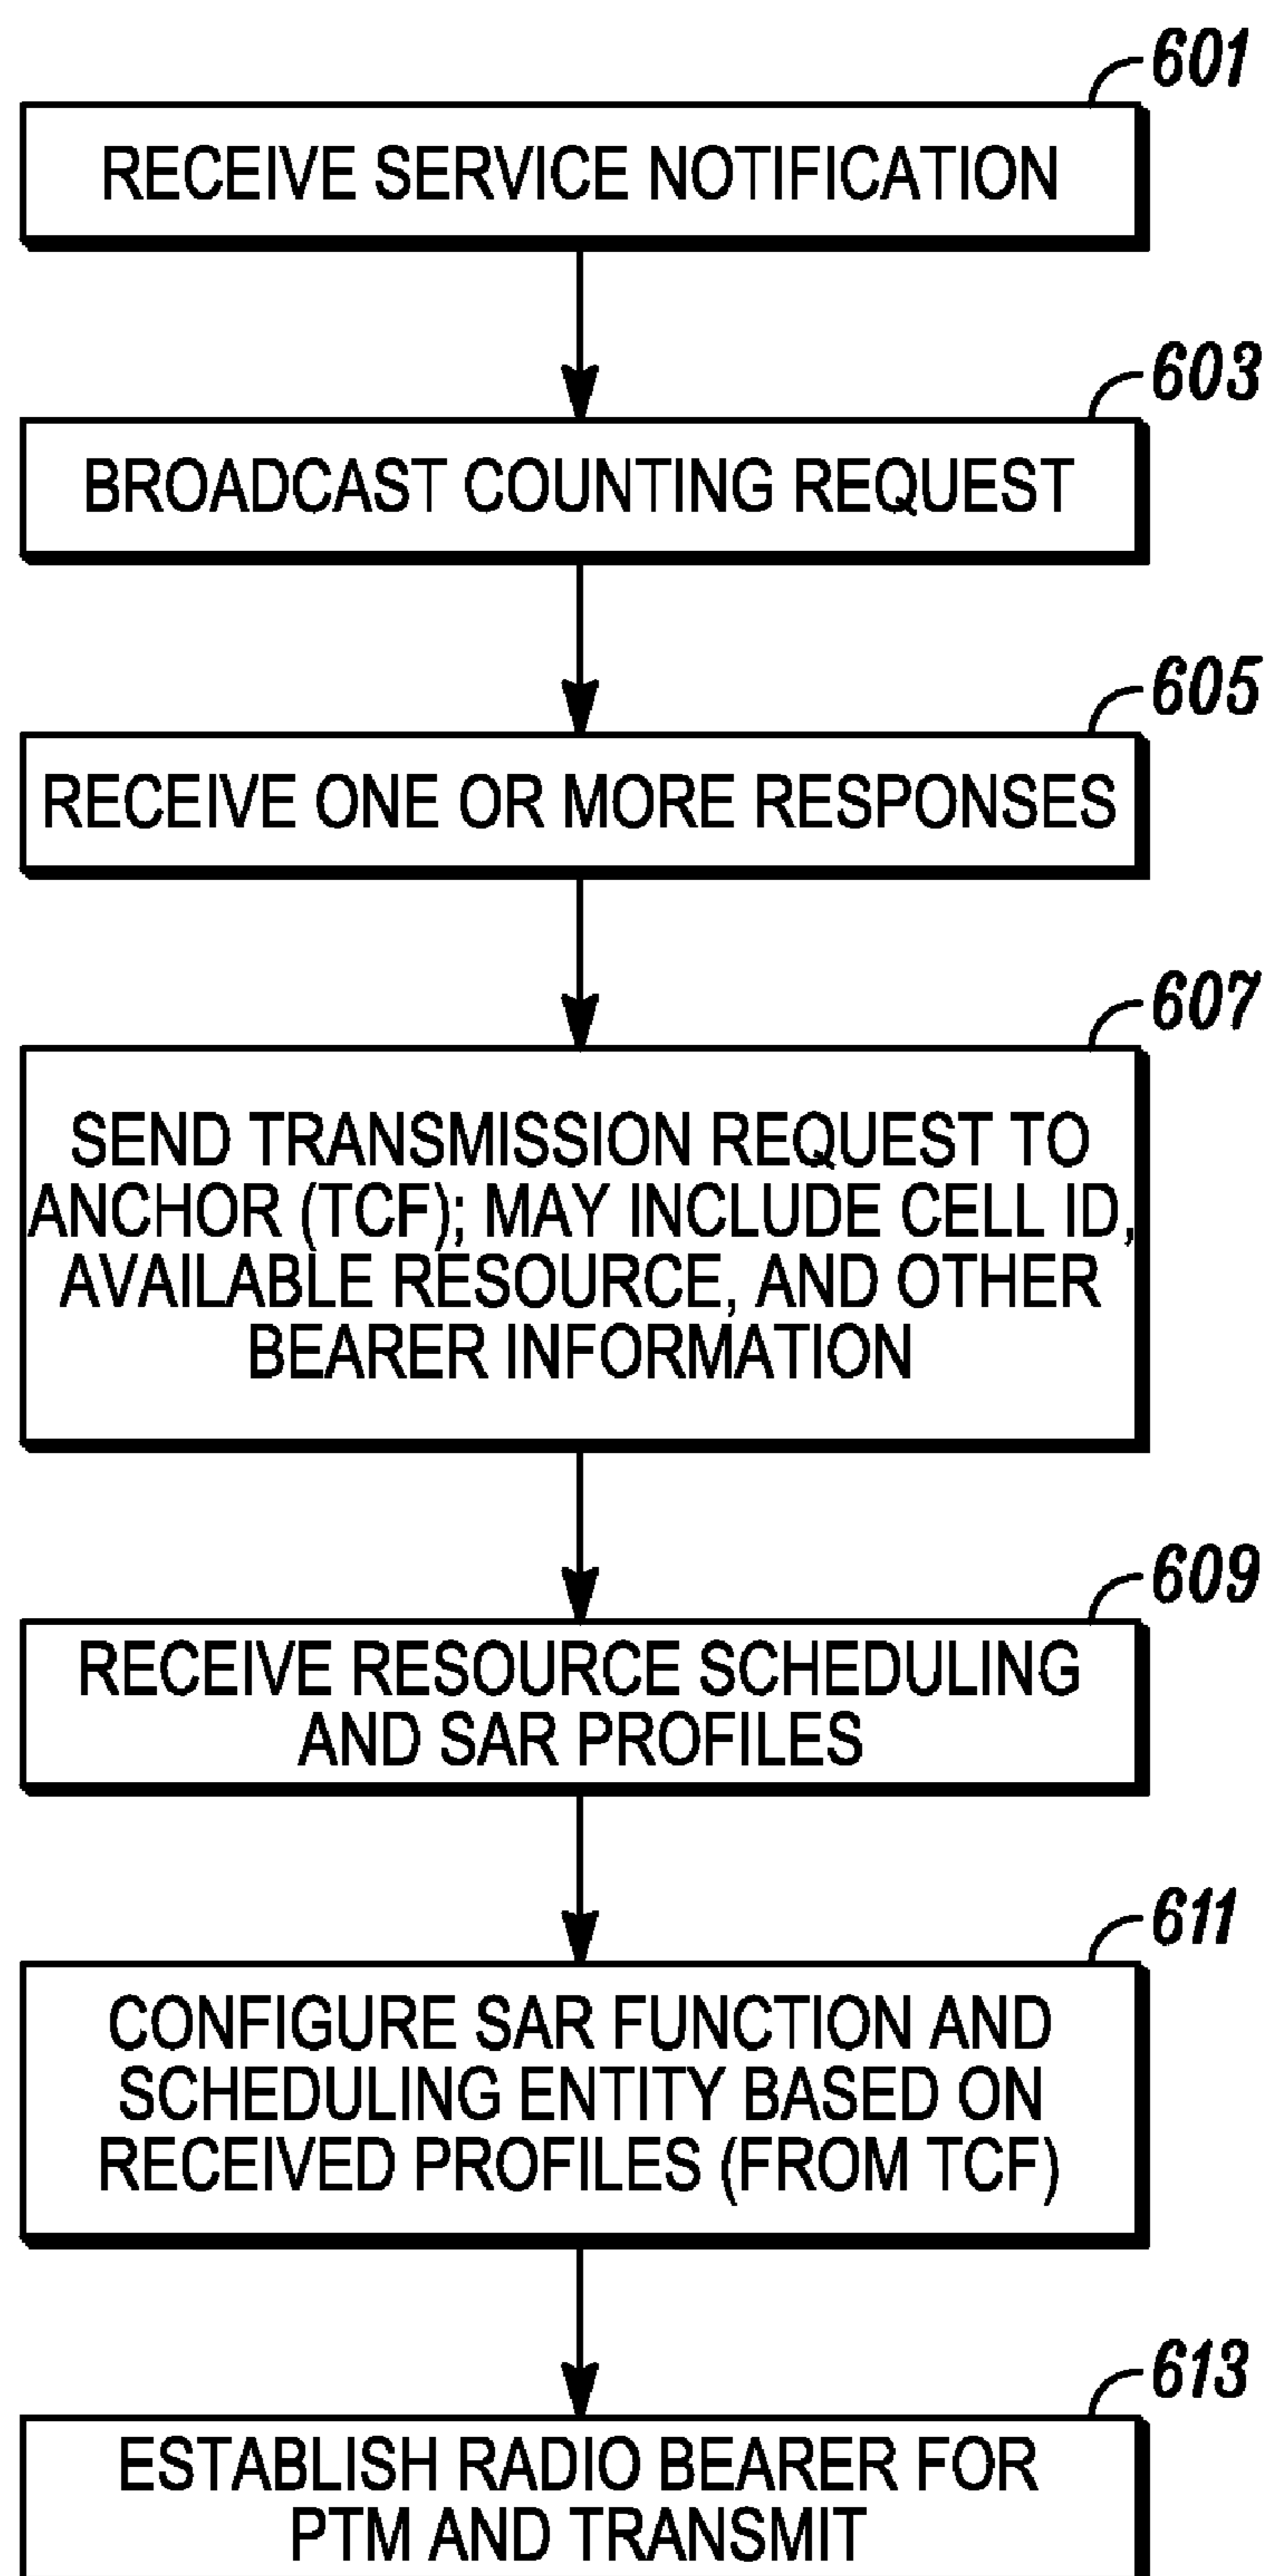 601
RECEIVE SERVICE NOTIFICATION
603
BROADCAST COUNTING REQUEST
605
RECEIVE ONE OR MORE RESPONSES
607
SEND TRANSMISSION REQUEST TO
ANCHOR (TCF); MAY INCLUDE CELL ID,
AVAILABLE RESOURCE, AND OTHER
BEARER INFORMATION
609
RECEIVE RESOURCE SCHEDULING
AND SAR PROFILES
611
CONFIGURE SAR FUNCTION AND
SCHEDULING ENTITY BASED ON
RECEIVED PROFILES (FROM TCF)
613
ESTABLISH RADIO BEARER FOR
PTM AND TRANSMIT